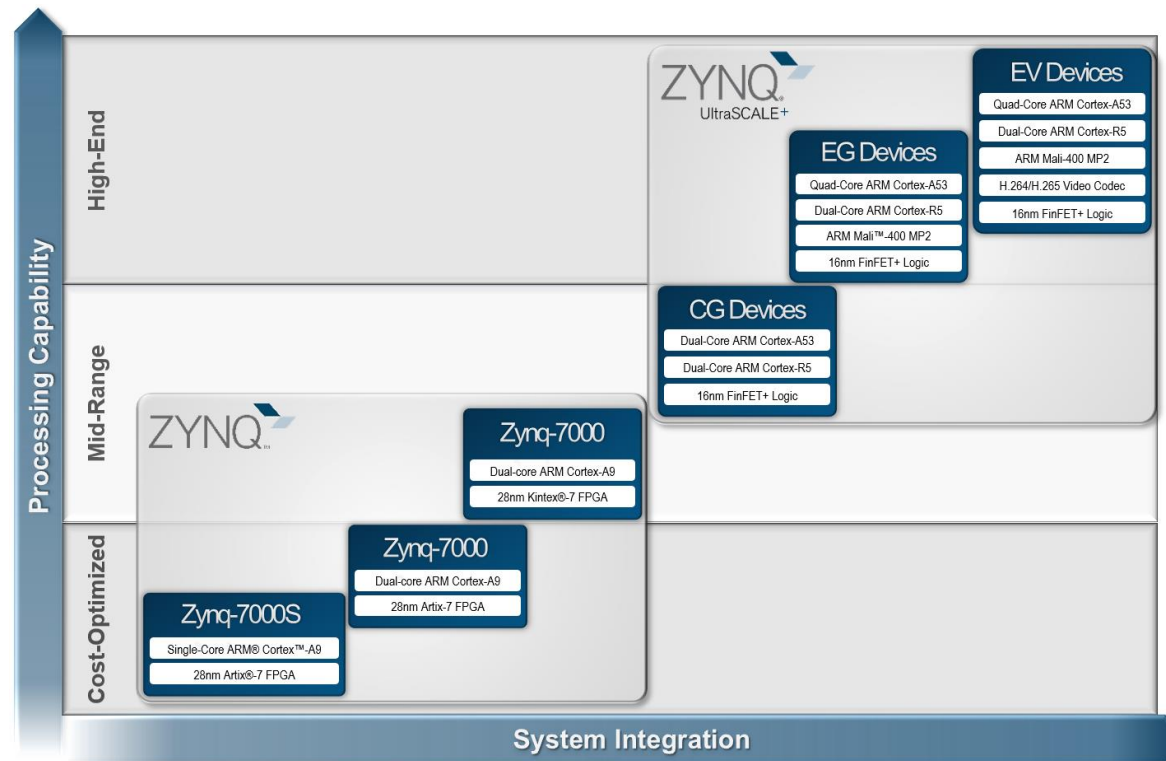 Processing Capability
High-End
Mid-Range
Cost-Optimized
ZYNQ®
UltraSCALE+
EV Devices
Quad-Core ARM Cortex-A53
Dual-Core ARM Cortex-R5
ARM Mali-400 MP2
H.264/H.265 Video Codec
16nm FinFET+ Logic
EG Devices
Quad-Core ARM Cortex-A53
Dual-Core ARM Cortex-R5
ARM Mali™-400 MP2
16nm FinFET+ Logic
CG Devices
Dual-Core ARM Cortex-A53
Dual-Core ARM Cortex-R5
16nm FinFET+ Logic
ZYNQ™
Zynq-7000
Dual-core ARM Cortex-A9
28nm Kintex®-7 FPGA
Zynq-7000
Dual-core ARM Cortex-A9
28nm Artix-7 FPGA
Zynq-7000S
Single-Core ARM® Cortex™-A9
28nm Artix®-7 FPGA
System Integration